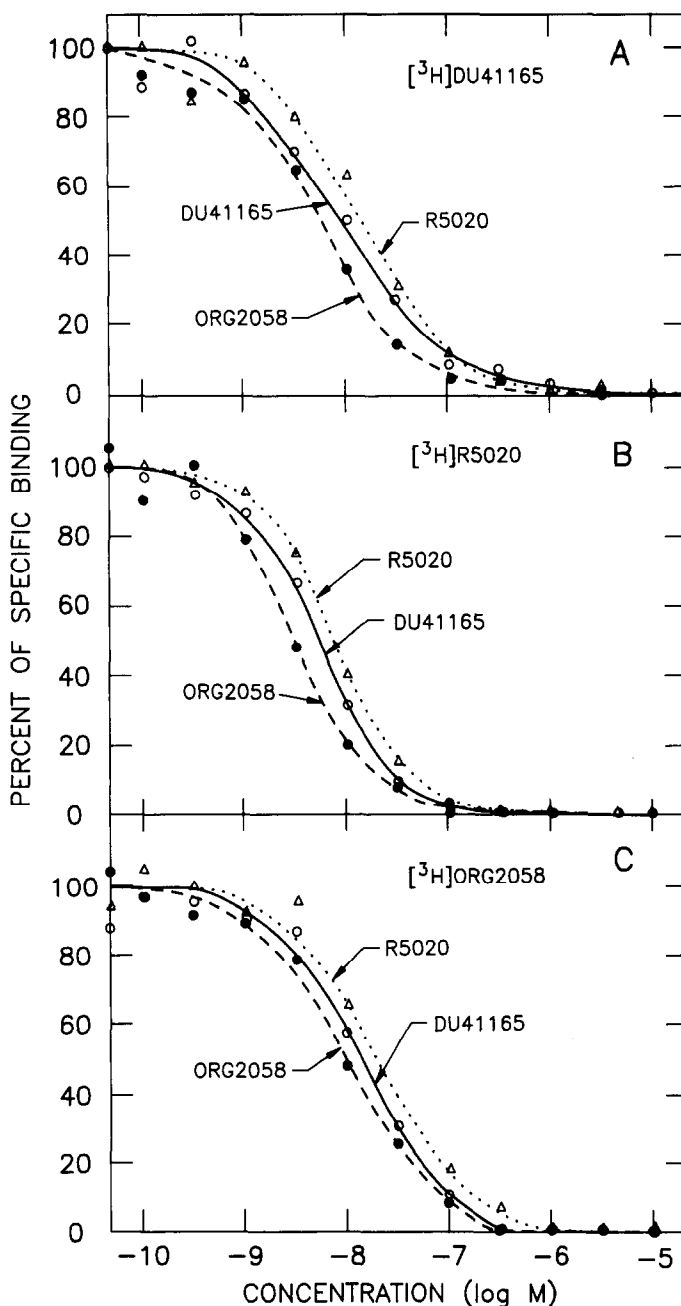 A
[³H]DU41165
100
80
60
40
20
0
DU41165
R5020
ORG2058
B
[³H]R5020
100
80
60
40
20
0
R5020
DU41165
ORG2058
C
[³H]ORG2058
100
80
60
40
20
0
R5020
DU41165
ORG2058
PERCENT OF SPECIFIC BINDING
−10 −9 −8 −7 −6 −5
CONCENTRATION (log M)